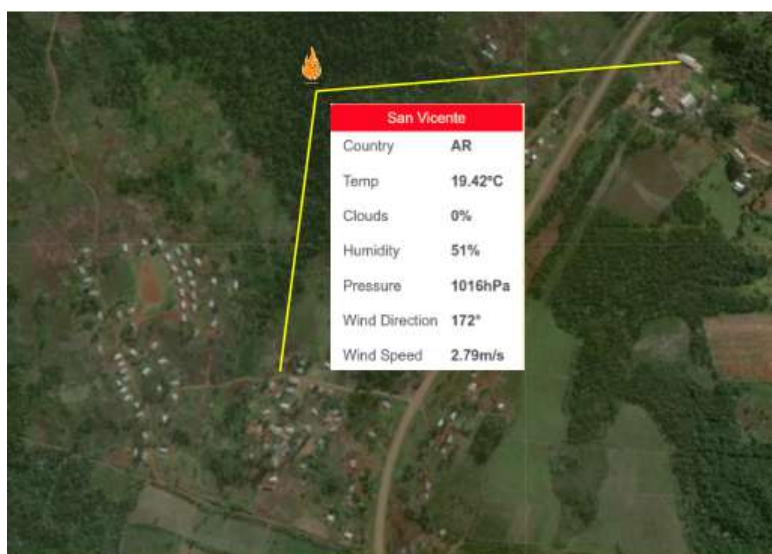 San Vicente
Country AR
Temp 19.42°C
Clouds 0%
Humidity 51%
Pressure 1016hPa
Wind Direction 172°
Wind Speed 2.79m/s